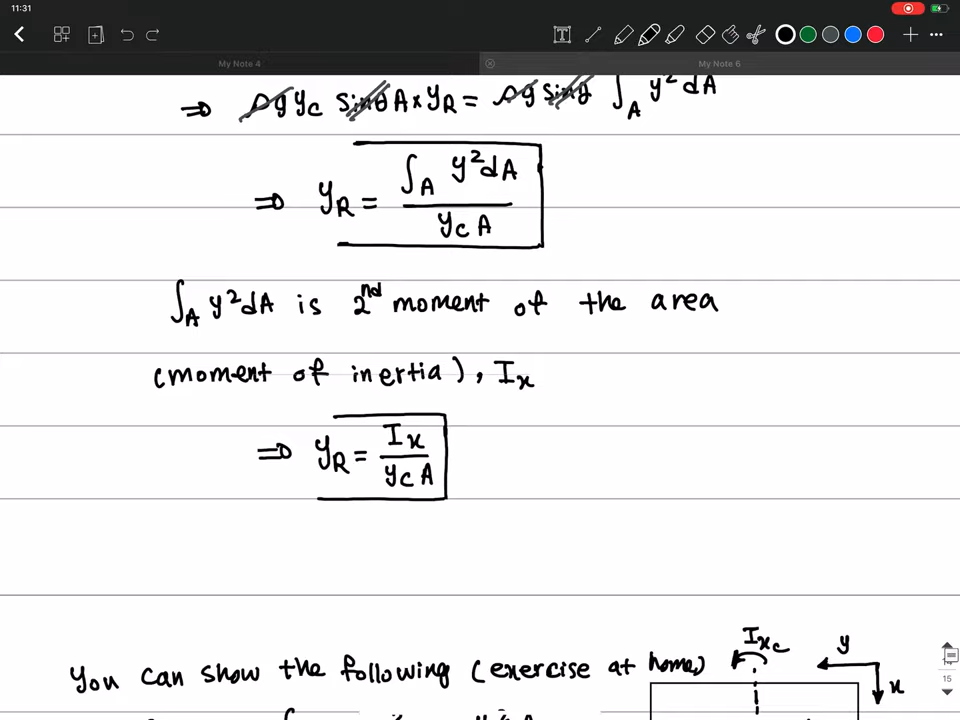 11:31
My Note 4
My Note 6
⇒ ρg y_C sinθ A × y_R = ρg sinθ ∫_A y² dA
⇒ y_R = ∫_A y² dA / y_C A
∫_A y² dA is 2nd moment of the area
(moment of inertia), I_x
⇒ y_R = I_x / y_C A
You can show the following (exercise at home)
I_xc
y
x
15